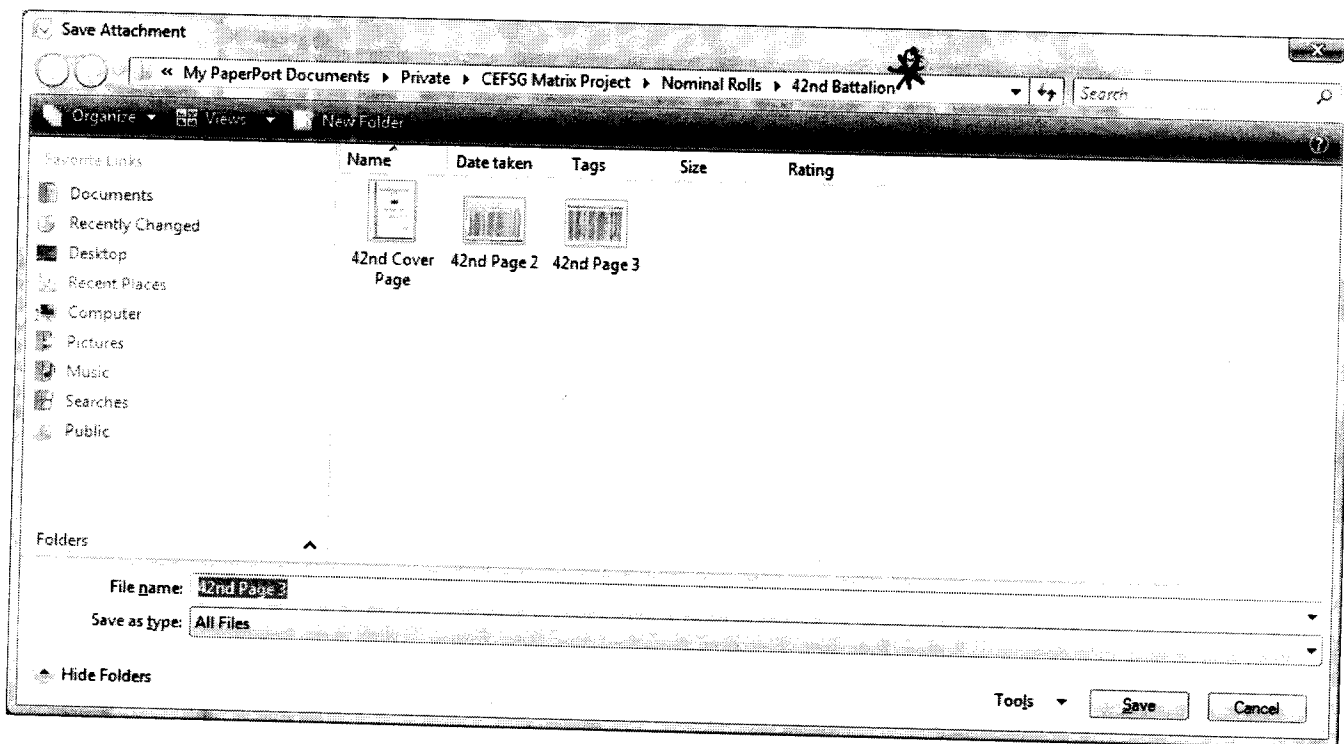 Save Attachment
« My PaperPort Documents ▸ Private ▸ CEFSG Matrix Project ▸ Nominal Rolls ▸ 42nd Battalion
Search
Organize Views New Folder
Favorite Links
Documents
Recently Changed
Desktop
Recent Places
Computer
Pictures
Music
Searches
Public
Folders
Name Date taken Tags Size Rating
42nd Cover Page
42nd Page 2
42nd Page 3
File name: 42nd Page 3
Save as type: All Files
Hide Folders
Tools Save Cancel